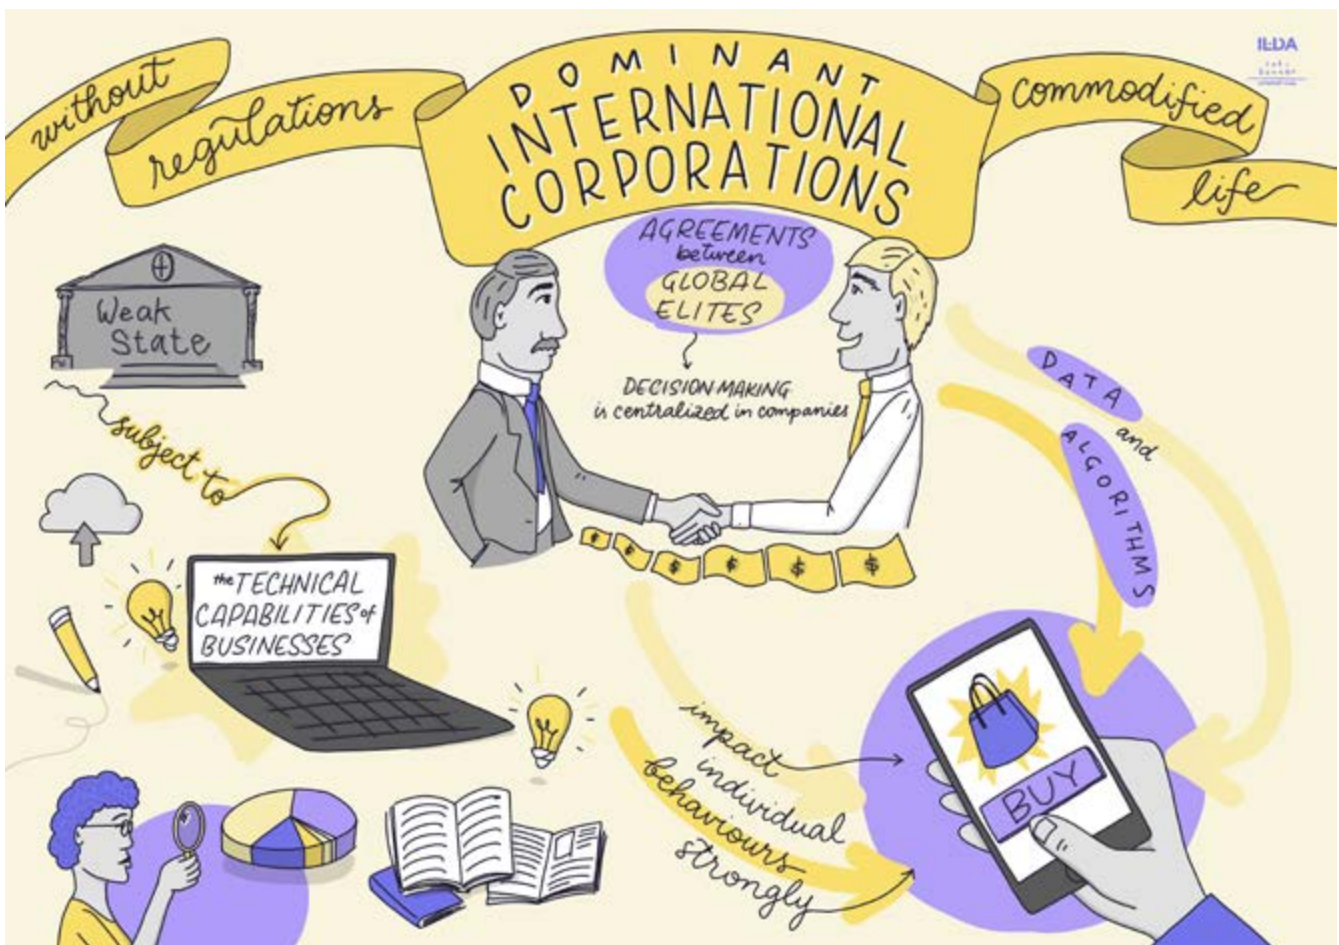 without
regulations
DOMINANT
INTERNATIONAL
CORPORATIONS
commodified
life
ILDA
AGREEMENTS
between
GLOBAL
ELITES
DECISION MAKING
is centralized in companies
Weak
State
subject to
the TECHNICAL
CAPABILITIES of
BUSINESSES
$ $ $ $ $ $
DATA
and
ALGORITHMS
impact
individual
behaviours
strongly
BUY